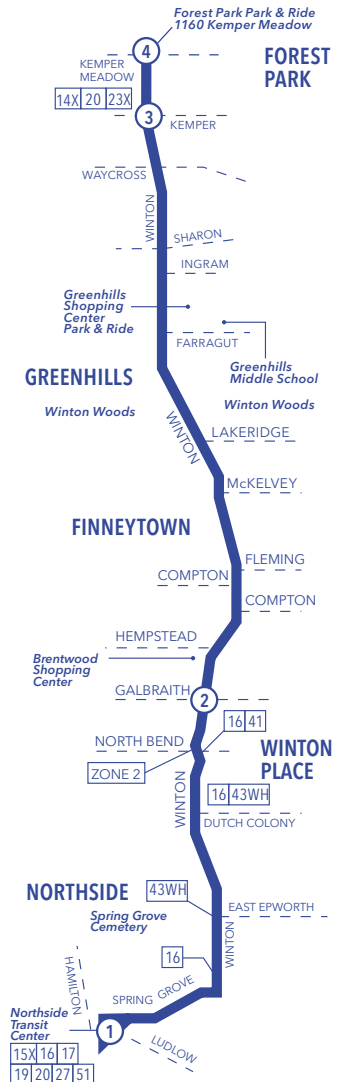 Forest Park Park & Ride
1160 Kemper Meadow
4
FOREST
PARK
KEMPER
MEADOW
14X 20 23X
3
KEMPER
WAYCROSS
WINTON
SHARON
INGRAM
Greenhills
Shopping
Center
Park & Ride
FARRAGUT
Greenhills
Middle School
GREENHILLS
Winton Woods
Winton Woods
WINTON
LAKERIDGE
McKELVEY
FINNEYTOWN
FLEMING
COMPTON
COMPTON
HEMPSTEAD
Brentwood
Shopping
Center
GALBRAITH
2
16 41
NORTH BEND
WINTON
PLACE
ZONE 2
WINTON
16 43WH
DUTCH COLONY
NORTHSIDE
43WH
EAST EPWORTH
Spring Grove
Cemetery
WINTON
16
HAMILTON
SPRING GROVE
Northside
Transit
Center
1
LUDLOW
15X 16 17
19 20 27 51